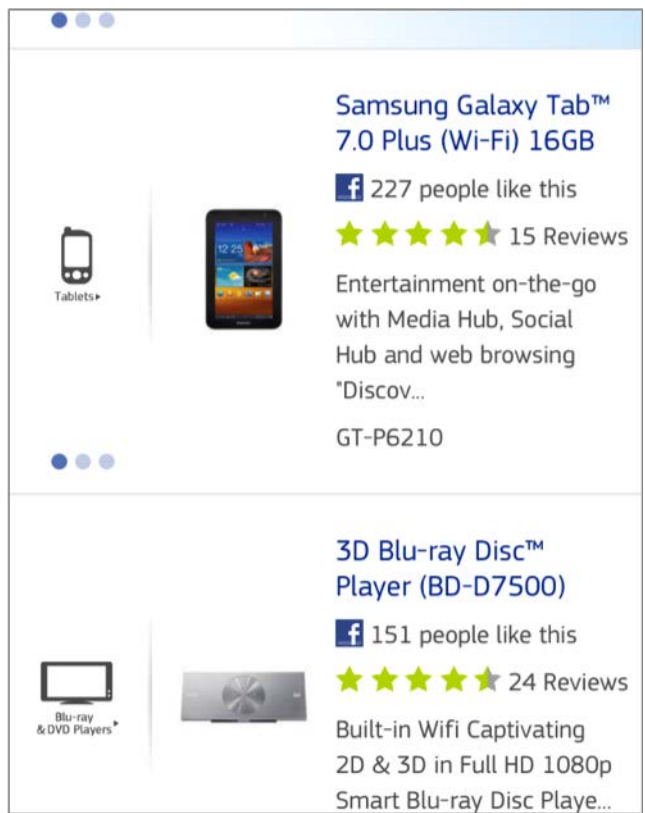 Samsung Galaxy Tab™
7.0 Plus (Wi-Fi) 16GB
f 227 people like this
15 Reviews
Tablets▸
12:25
Entertainment on-the-go
with Media Hub, Social
Hub and web browsing
"Discov...
GT-P6210
3D Blu-ray Disc™
Player (BD-D7500)
f 151 people like this
24 Reviews
Blu-ray
& DVD Players▸
Built-in Wifi Captivating
2D & 3D in Full HD 1080p
Smart Blu-ray Disc Playe...